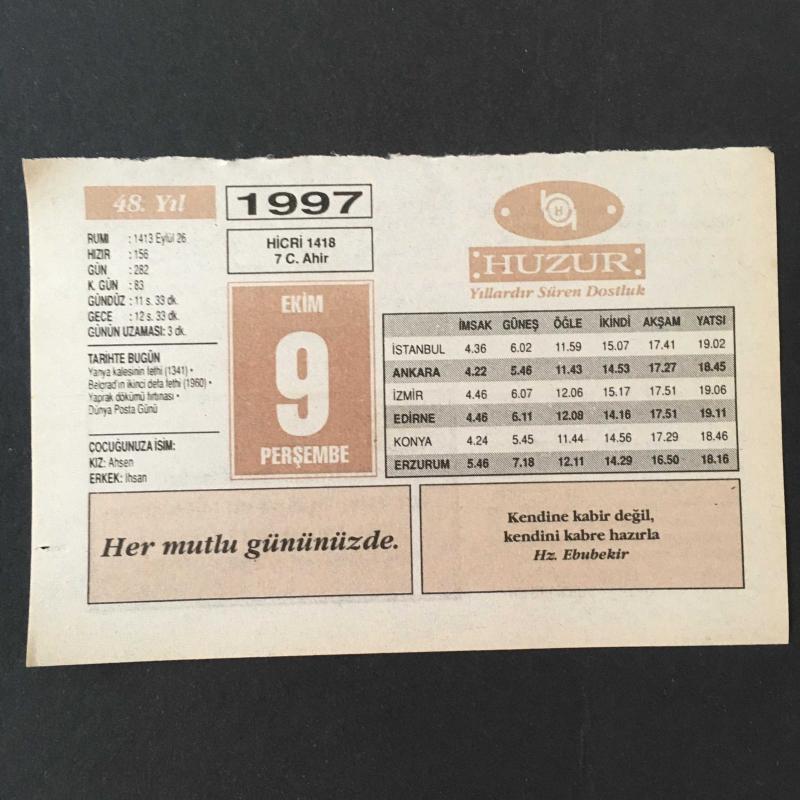 48. Yıl
1997
RUMI : 1413 Eylül 26
HIZIR : 156
GÜN : 282
K. GÜN : 83
GÜNDÜZ : 11 s. 33 dk.
GECE : 12 s. 33 dk.
GÜNÜN UZAMASI: 3 dk.
TARİHTE BUGÜN
Yanya kalesinin fethi (1341) •
Belgrad'ın ikinci defa fethi (1960) •
Yaprak dökümü fırtınası •
Dünya Posta Günü
ÇOCUĞUNUZA İSİM:
KIZ: Ahsen
ERKEK: İhsan
HİCRİ 1418
7 C. Ahir
EKİM
9
PERŞEMBE
H
HUZUR
Yıllardır Süren Dostluk
İMSAK GÜNEŞ ÖĞLE İKİNDİ AKŞAM YATSI
İSTANBUL 4.36 6.02 11.59 15.07 17.41 19.02
ANKARA 4.22 5.46 11.43 14.53 17.27 18.45
İZMİR 4.46 6.07 12.06 15.17 17.51 19.06
EDİRNE 4.46 6.11 12.08 14.16 17.51 19.11
KONYA 4.24 5.45 11.44 14.56 17.29 18.46
ERZURUM 5.46 7.18 12.11 14.29 16.50 18.16
Her mutlu gününüzde.
Kendine kabir değil,
kendini kabre hazırla
Hz. Ebubekir